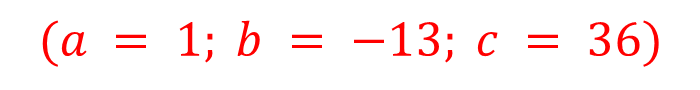 (a = 1; b = −13; c = 36)